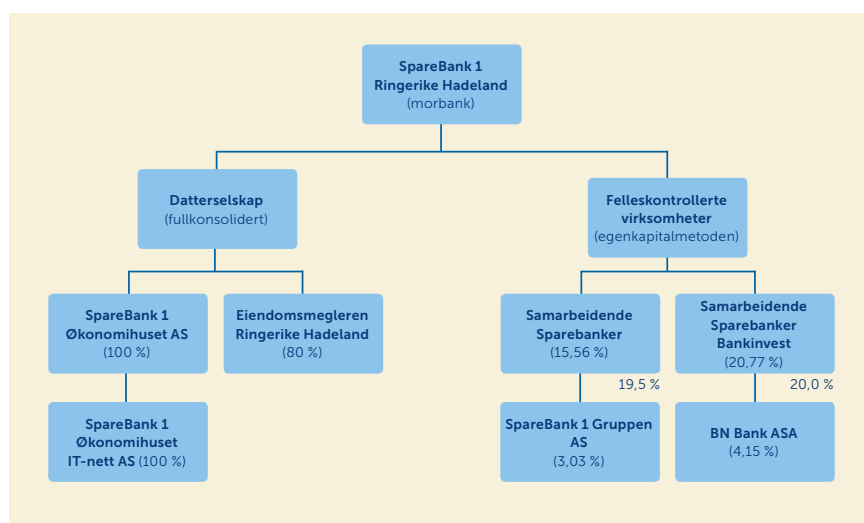 SpareBank 1
Ringerike Hadeland
(morbank)
Datterselskap
(fullkonsolidert)
Felleskontrollerte
virksomheter
(egenkapitalmetoden)
SpareBank 1
Økonomihuset AS
(100 %)
Eiendomsmegleren
Ringerike Hadeland
(80 %)
Samarbeidende
Sparebanker
(15,56 %)
Samarbeidende
Sparebanker
Bankinvest
(20,77 %)
19,5 %
20,0 %
SpareBank 1
Økonomihuset
IT-nett AS (100 %)
SpareBank 1 Gruppen
AS
(3,03 %)
BN Bank ASA
(4,15 %)